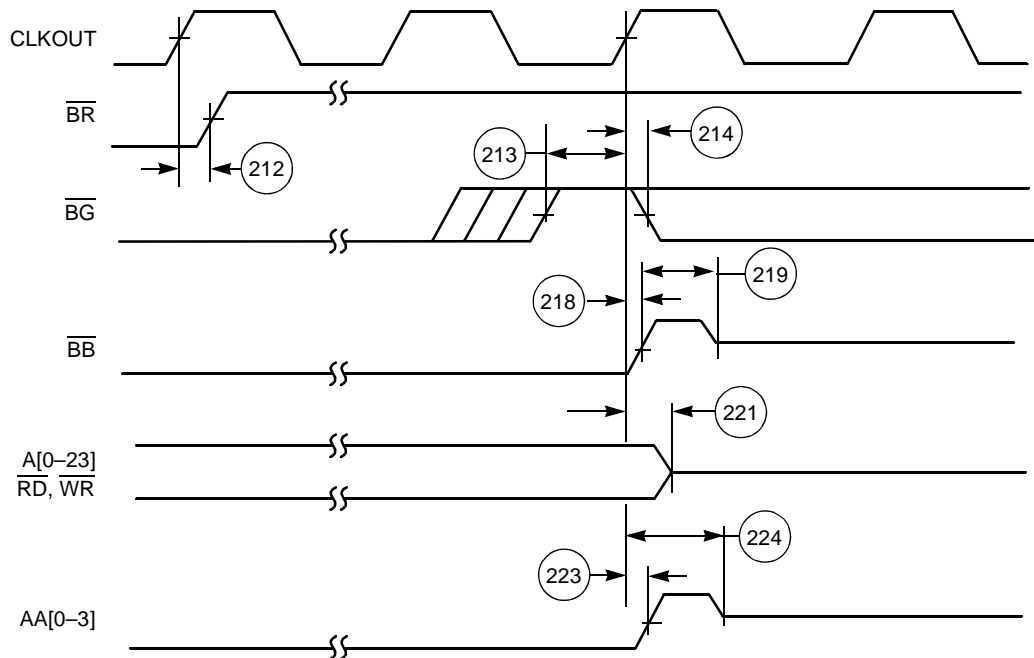 CLKOUT
BR
212
213
214
BG
218
219
BB
221
A[0–23]
RD, WR
224
223
AA[0–3]